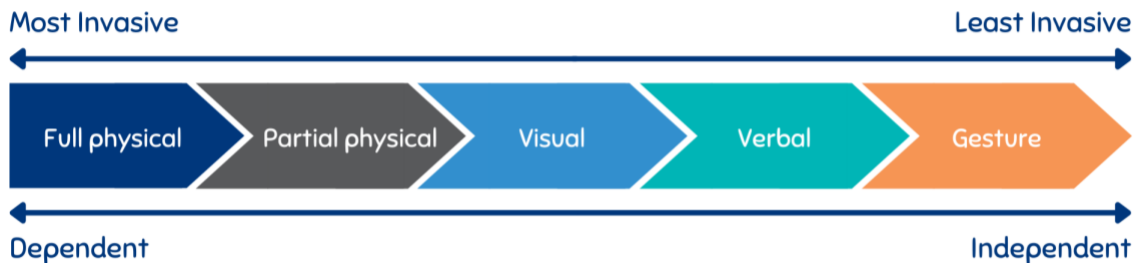 Most Invasive Least Invasive
Full physical Partial physical Visual Verbal Gesture
Dependent Independent